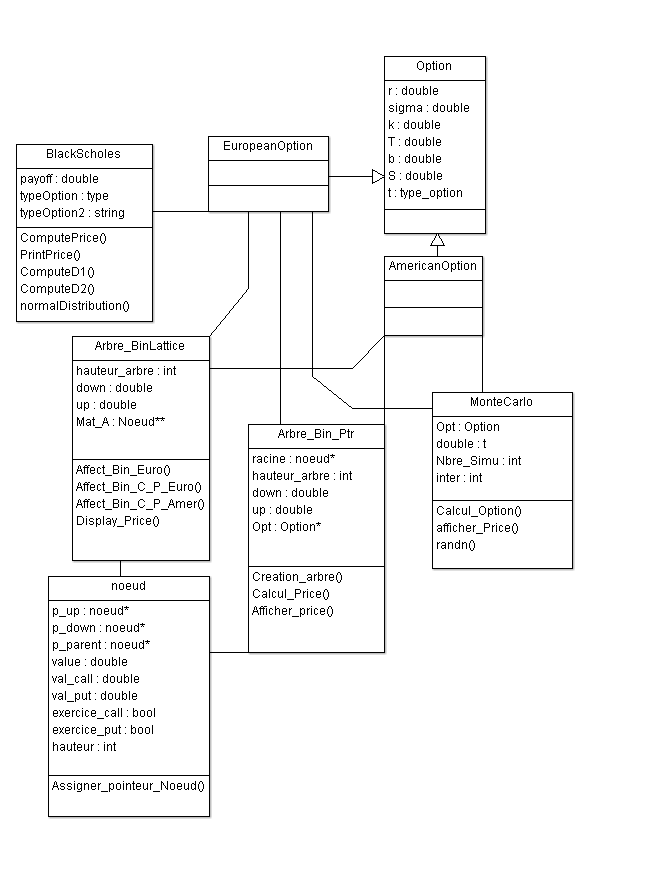 Option
r : double
sigma : double
k : double
T : double
b : double
S : double
t : type_option
EuropeanOption
BlackScholes
payoff : double
typeOption : type
typeOption2 : string
ComputePrice()
PrintPrice()
ComputeD1()
ComputeD2()
normalDistribution()
AmericanOption
Arbre_BinLattice
hauteur_arbre : int
down : double
up : double
Mat_A : Noeud**
Affect_Bin_Euro()
Affect_Bin_C_P_Euro()
Affect_Bin_C_P_Amer()
Display_Price()
MonteCarlo
Opt : Option
double : t
Nbre_Simu : int
inter : int
Calcul_Option()
afficher_Price()
randn()
Arbre_Bin_Ptr
racine : noeud*
hauteur_arbre : int
down : double
up : double
Opt : Option*
Creation_arbre()
Calcul_Price()
Afficher_price()
noeud
p_up : noeud*
p_down : noeud*
p_parent : noeud*
value : double
val_call : double
val_put : double
exercice_call : bool
exercice_put : bool
hauteur : int
Assigner_pointeur_Noeud()